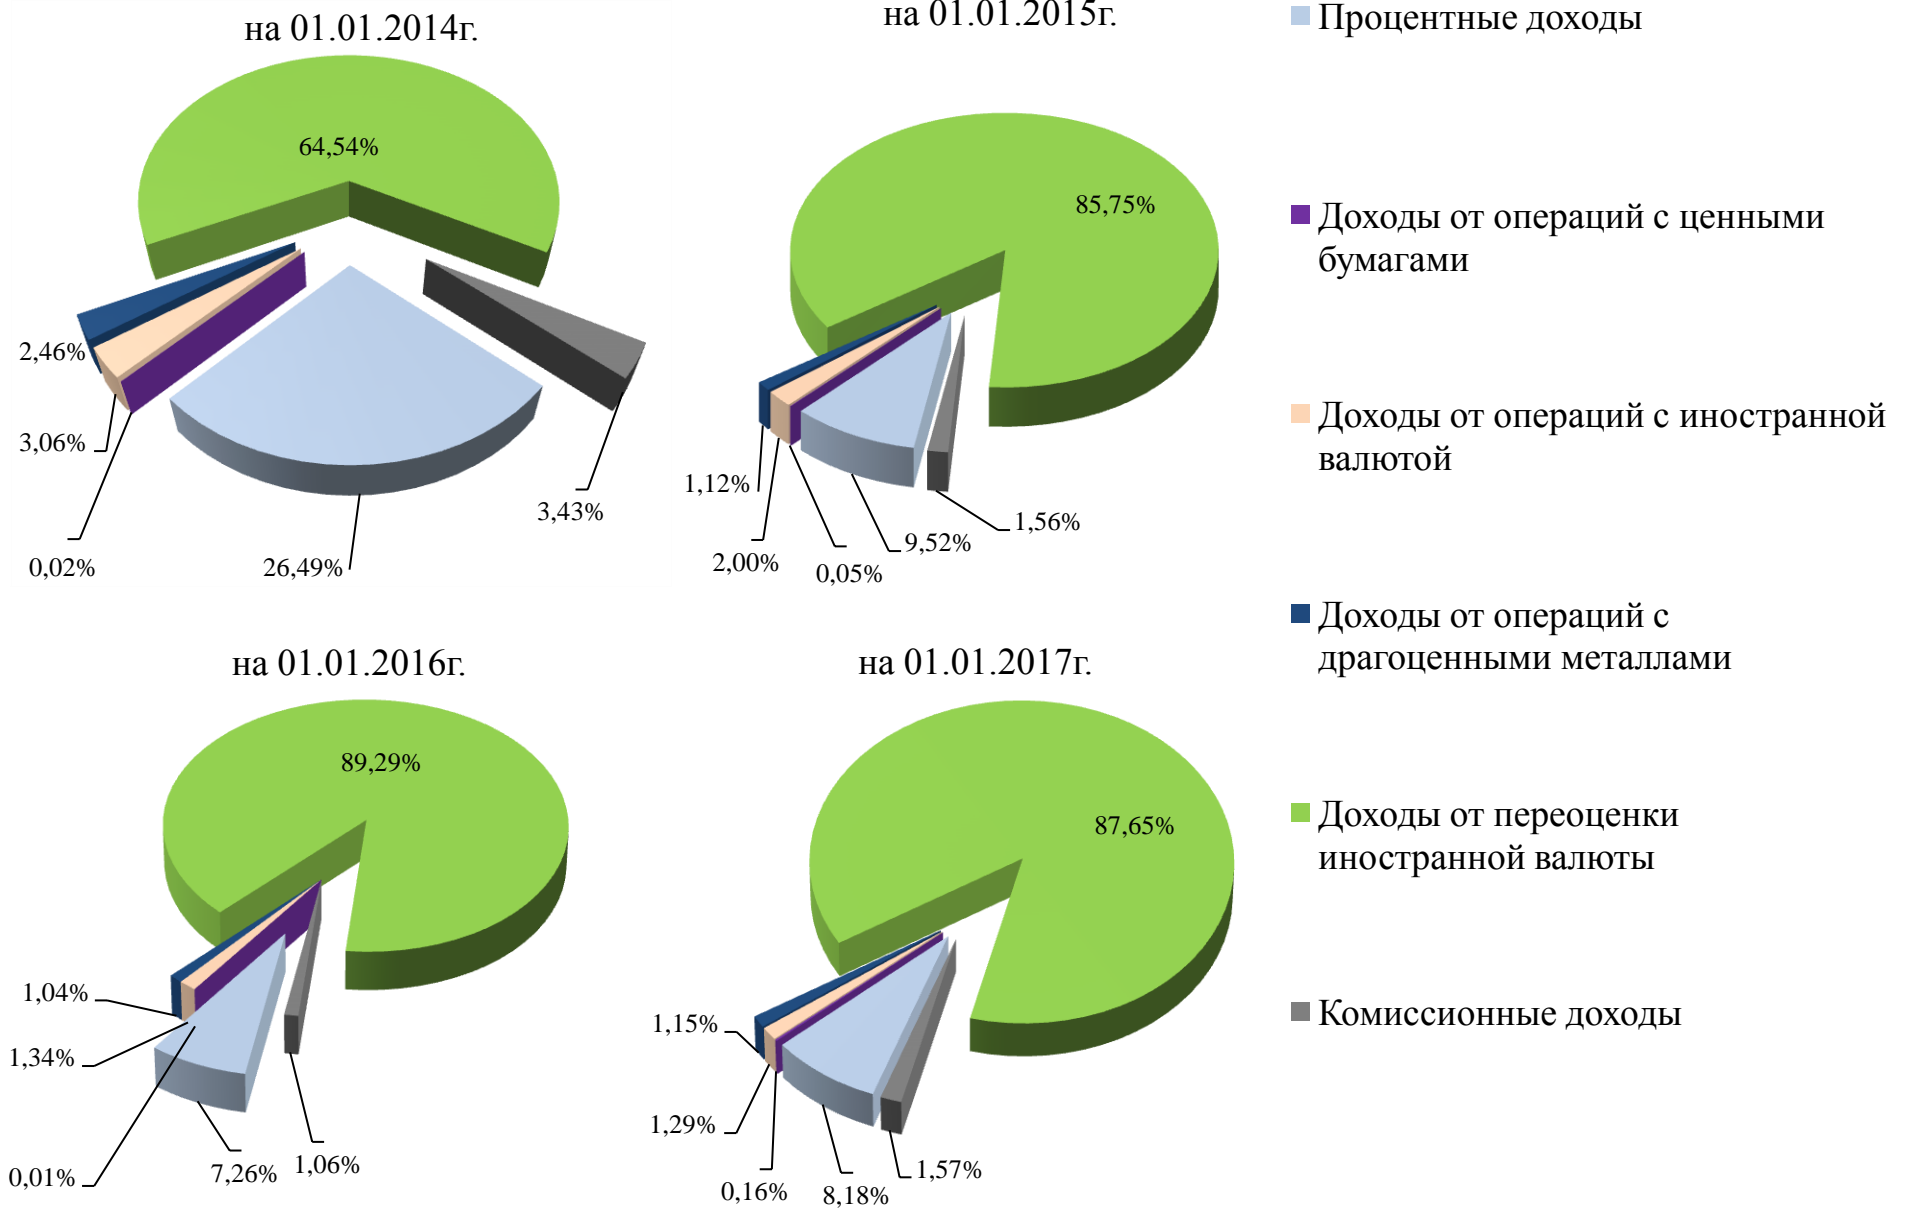 на 01.01.2014г.
64,54%
2,46%
3,06%
0,02%
26,49%
3,43%
на 01.01.2015г.
85,75%
1,12%
2,00%
0,05%
9,52%
1,56%
на 01.01.2016г.
89,29%
1,04%
1,34%
0,01%
7,26%
1,06%
на 01.01.2017г.
87,65%
1,15%
1,29%
0,16%
8,18%
1,57%
Процентные доходы
Доходы от операций с ценными
бумагами
Доходы от операций с иностранной
валютой
Доходы от операций с
драгоценными металлами
Доходы от переоценки
иностранной валюты
Комиссионные доходы